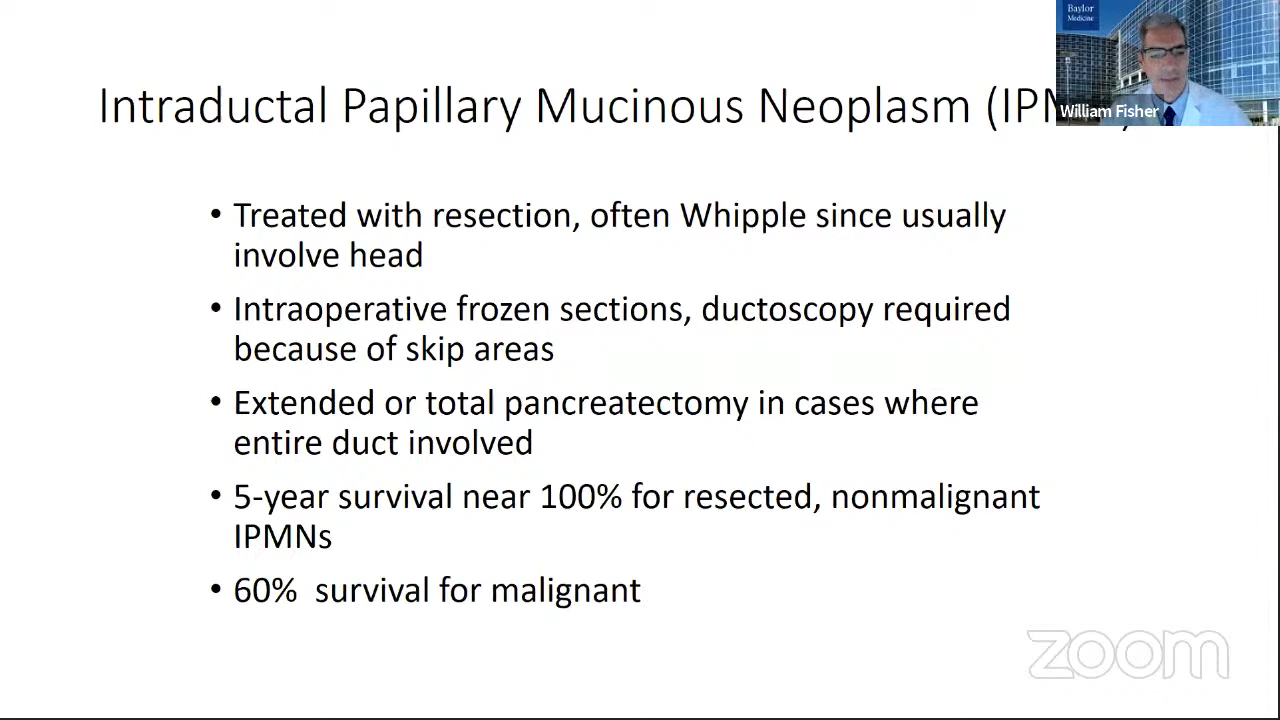 Baylor
Medicine
William Fisher
Intraductal Papillary Mucinous Neoplasm
• Treated with resection, often Whipple since usually
involve head
• Intraoperative frozen sections, ductoscopy required
because of skip areas
• Extended or total pancreatectomy in cases where
entire duct involved
• 5-year survival near 100% for resected, nonmalignant
IPMNs
• 60%  survival for malignant
zoom